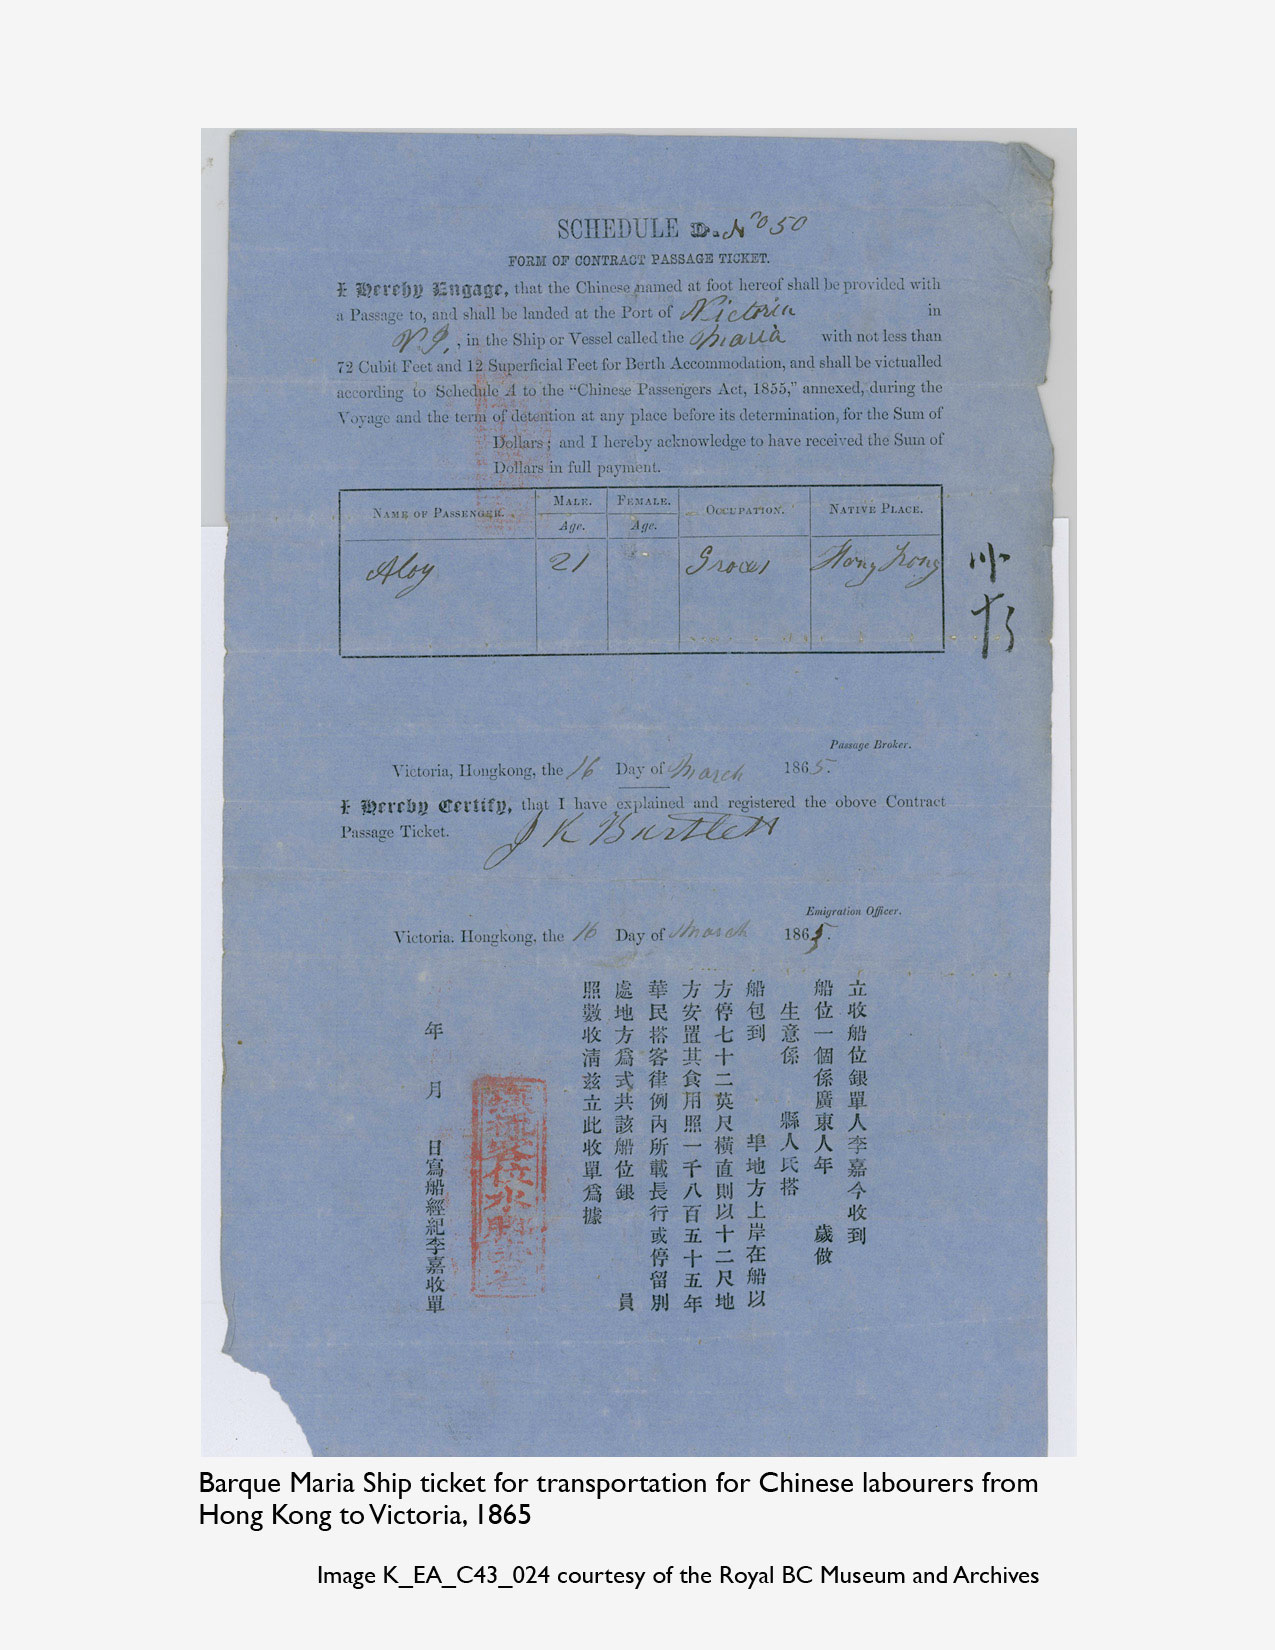 SCHEDULE D. No 50
FORM OF CONTRACT PASSAGE TICKET.
I Hereby Engage, that the Chinese named at foot hereof shall be provided with
a Passage to, and shall be landed at the Port of Victoria in
V.I., in the Ship or Vessel called the Maria with not less than
72 Cubit Feet and 12 Superficial Feet for Berth Accommodation, and shall be victualled
according to Schedule A to the “Chinese Passengers Act, 1855,” annexed, during the
Voyage and the term of detention at any place before its determination, for the Sum of
Dollars; and I hereby acknowledge to have received the Sum of
Dollars in full payment.
NAME OF PASSENGER. MALE. FEMALE. OCCUPATION. NATIVE PLACE.
Age. Age.
Aloy 21 Grocer Hong Kong
Passage Broker.
Victoria, Hongkong, the 16 Day of March 1865.
I Hereby Certify, that I have explained and registered the obove Contract
Passage Ticket. J K Bartlett
Emigration Officer.
Victoria. Hongkong, the 16 Day of March 1865.
立收船位銀單人李嘉今收到
船位一個係廣東人年 歲做
生意係 縣人民搭
船包到 埠地方上岸在船以
方停七十二英尺橫直則以十二尺地
方安置其食用照一千八百五十五年
華民搭客律例內所載長行或停留別
處地方爲式共該船位銀 員
照數收淸茲立此收單爲據
年 月 日寫船經紀李嘉收單
Barque Maria Ship ticket for transportation for Chinese labourers from
Hong Kong to Victoria, 1865
Image K_EA_C43_024 courtesy of the Royal BC Museum and Archives